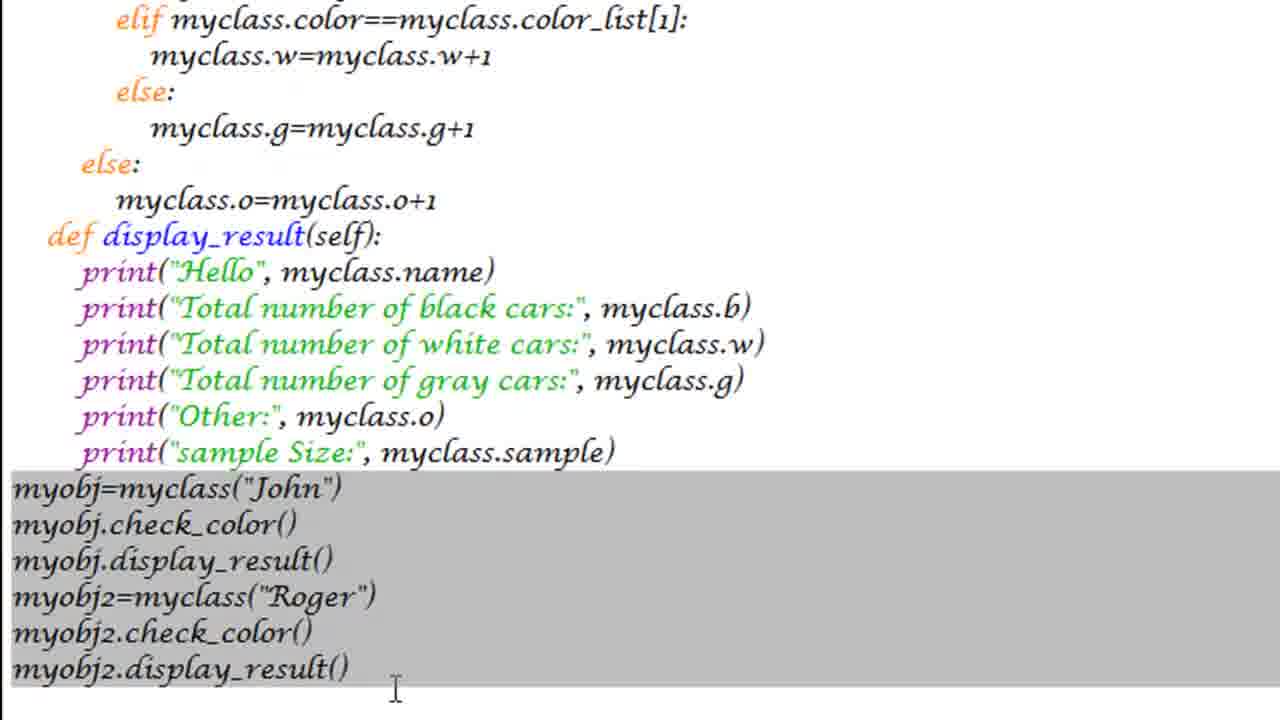 elif myclass.color==myclass.color_list[1]:
myclass.w=myclass.w+1
else:
myclass.g=myclass.g+1
else:
myclass.o=myclass.o+1
def display_result(self):
print("Hello", myclass.name)
print("Total number of black cars:", myclass.b)
print("Total number of white cars:", myclass.w)
print("Total number of gray cars:", myclass.g)
print("Other:", myclass.o)
print("sample Size:", myclass.sample)
myobj=myclass("John")
myobj.check_color()
myobj.display_result()
myobj2=myclass("Roger")
myobj2.check_color()
myobj2.display_result()